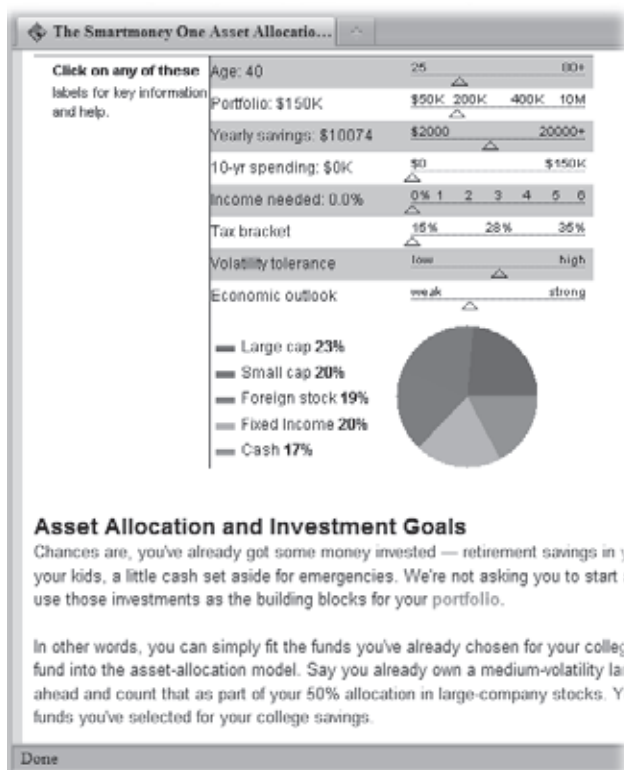 The Smartmoney One Asset Allocatio...
Click on any of these
labels for key information
and help.
Age: 40 25 80+
Portfolio: $150K $50K 200K 400K 10M
Yearly savings: $10074 $2000 20000+
10-yr spending: $0K $0 $150K
Income needed: 0.0% 0% 1 2 3 4 5 6
Tax bracket 15% 28% 35%
Volatility tolerance low high
Economic outlook weak strong
Large cap 23%
Small cap 20%
Foreign stock 19%
Fixed Income 20%
Cash 17%
Asset Allocation and Investment Goals
Chances are, you've already got some money invested — retirement savings in
your kids, a little cash set aside for emergencies. We're not asking you to start
use those investments as the building blocks for your portfolio.
In other words, you can simply fit the funds you've already chosen for your colleg
fund into the asset-allocation model. Say you already own a medium-volatility la
ahead and count that as part of your 50% allocation in large-company stocks. Y
funds you've selected for your college savings.
Done